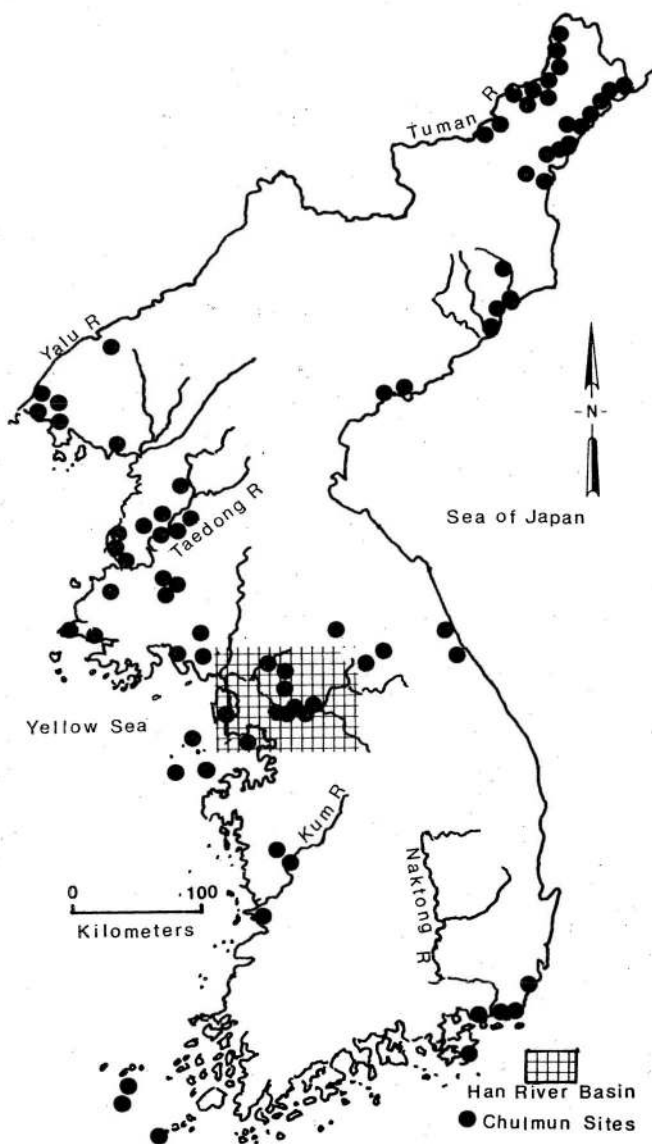 Tuman R
Yalu R
-N-
Sea of Japan
Taedong R
Yellow Sea
Kum R
0 100
Kilometers
Naktong R
Han River Basin
Chulmun Sites